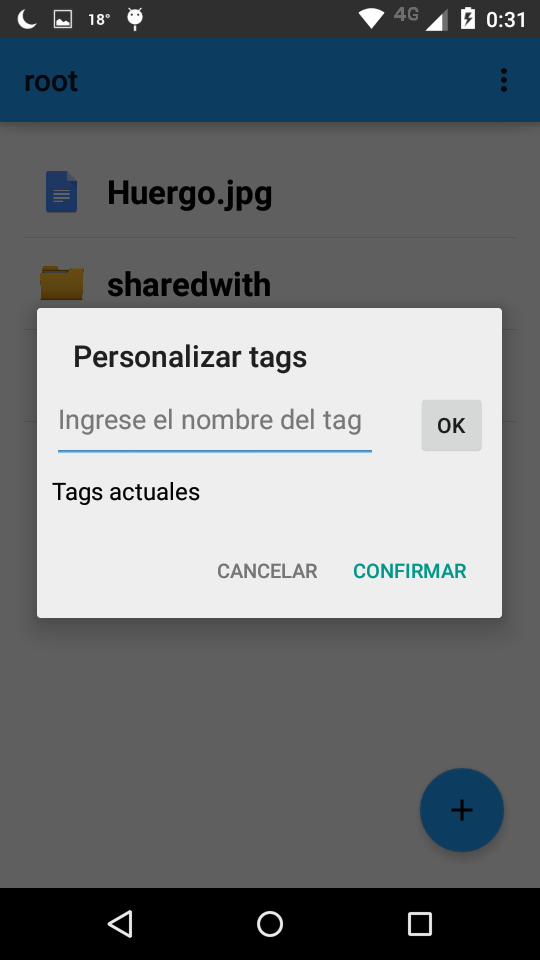 18°
4G
0:31
root
Huergo.jpg
sharedwith
Personalizar tags
Ingrese el nombre del tag
OK
Tags actuales
CANCELAR
CONFIRMAR